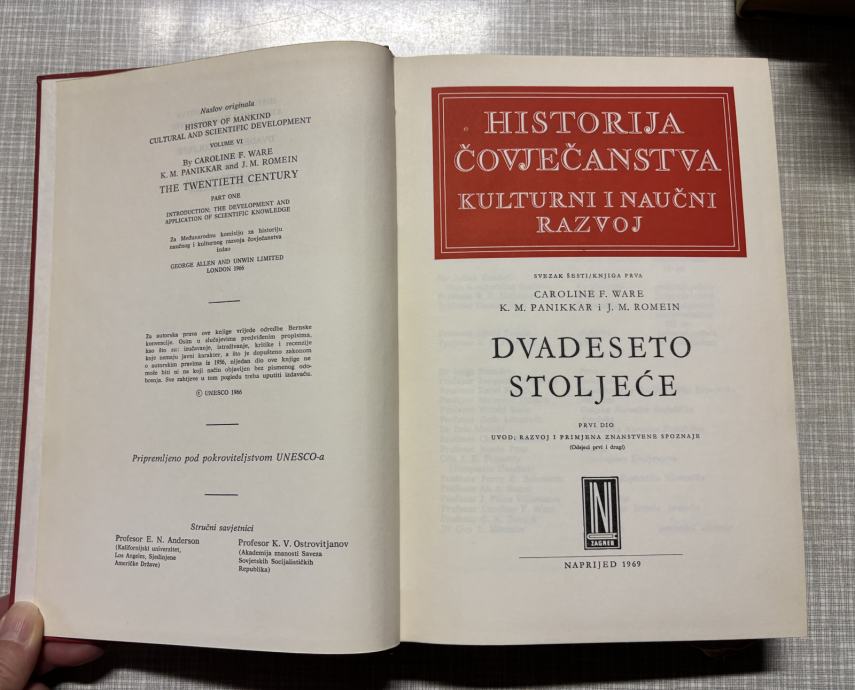 Naslov originala
HISTORY OF MANKIND
CULTURAL AND SCIENTIFIC DEVELOPMENT
VOLUME VI
By CAROLINE F. WARE
K. M. PANIKKAR and J. M. ROMEIN
THE TWENTIETH CENTURY
PART ONE
INTRODUCTION: THE DEVELOPMENT AND
APPLICATION OF SCIENTIFIC KNOWLEDGE
Za Međunarodnu komisiju za historiju
naučnog i kulturnog razvoja čovječanstva
izdao
GEORGE ALLEN AND UNWIN LIMITED
LONDON 1966
Za autorska prava ove knjige vrijede odredbe Bernske
konvencije. Osim u slučajevima predviđenim propisima,
kao što su: izučavanje, istraživanje, kritike i recenzije
koje nemaju javni karakter, a što je dopušteno zakonom
o autorskim pravima iz 1956, nijedan dio ove knjige ne
može biti ni na koji način objavljen bez pismenog odo-
brenja. Sve zahtjeve u tom pogledu treba uputiti izdavaču.
© UNESCO 1966
Pripremljeno pod pokroviteljstvom UNESCO-a
Stručni savjetnici
Profesor E. N. Anderson
(Kalifornijski univerzitet,
Los Angeles, Sjedinjene
Američke Države)
Profesor K. V. Ostrovitjanov
(Akademija znanosti Saveza
Sovjetskih Socijalističkih
Republika)
HISTORIJA
ČOVJEČANSTVA
KULTURNI I NAUČNI
RAZVOJ
SVEZAK ŠESTI/KNJIGA PRVA
CAROLINE F. WARE
K. M. PANIKKAR i J. M. ROMEIN
DVADESETO
STOLJEĆE
PRVI DIO
UVOD; RAZVOJ I PRIMJENA ZNANSTVENE SPOZNAJE
(Odsjeci prvi i drugi)
ZAGREB
NAPRIJED 1969